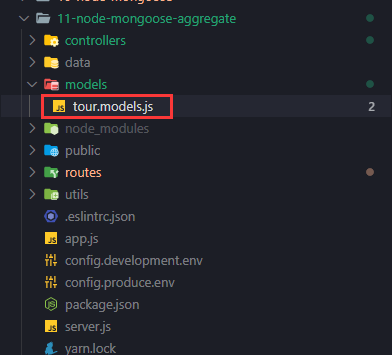 11-node-mongoose-aggregate
controllers
data
models
JS tour.models.js 2
node_modules
public
routes
utils
.eslintrc.json
JS app.js
config.development.env
config.produce.env
package.json
JS server.js
yarn.lock